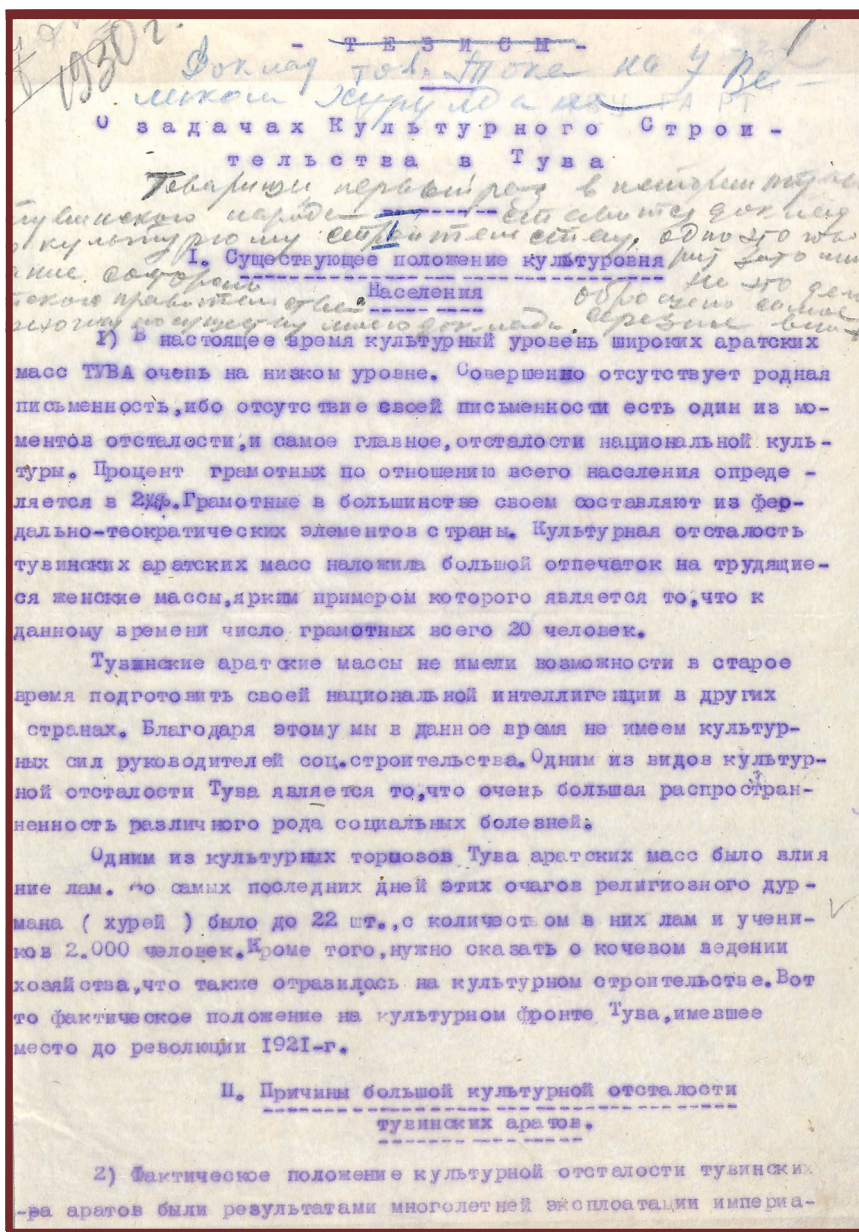 1930 г.
- ТЕЗИСЫ -
Доклад тов. Тока на 7 Ве-
ликом Хурулдане
О задачах Культурного Строи-
тельства в Тува
Товарищи первый раз в истории
тувинского народа ставится доклад
культурному строительству, одно это
I. Существующее положение культуровня
Населения
I) В настоящее время культурный уровень широких аратских
масс ТУВА очень на низком уровне. Совершенно отсутствует родная
письменность,ибо отсутствие своей письменности есть один из мо-
ментов отсталости,и самое главное,отсталости национальной куль-
туры. Процент грамотных по отношению всего населения опреде -
ляется в Грамотные в большинстве своем составляют из фео-
дально-теократических элементов страны. Культурная отсталость
тувинских аратских масс наложила большой отпечаток на трудящие-
ся женские массы,ярким примером которого является то,что к
данному времени число грамотных всего 20 человек.
Тувинские аратские массы не имели возможности в старое
время подготовить своей национальной интеллигенции в других
странах. Благодаря этому мы в данное время не имеем культур-
ных сил руководителей соц.строительства.Одним из видов культур-
ной отсталости Тува является то,что очень большая распростран-
ненность различного рода социальных болезней.
Одним из культурных тормозов Тува аратских масс было влия
ние лам. До самых последних дней этих очагов религиозного дур-
мана ( хурей ) было до 22 шт.,с количеством в них лам и учени-
ков 2.000 человек.Кроме того,нужно сказать о кочевом ведении
хозяйства,что также отразилось на культурном строительстве.Вот
то фактическое положение на культурном фронте Тува,имевшее
место до революции 1921-г.
II. Причины большой культурной отсталости
тувинских аратов.
2) Фактическое положение культурной отсталости тувинских
-ра аратов были результатами многолетней эксплоатации империа-